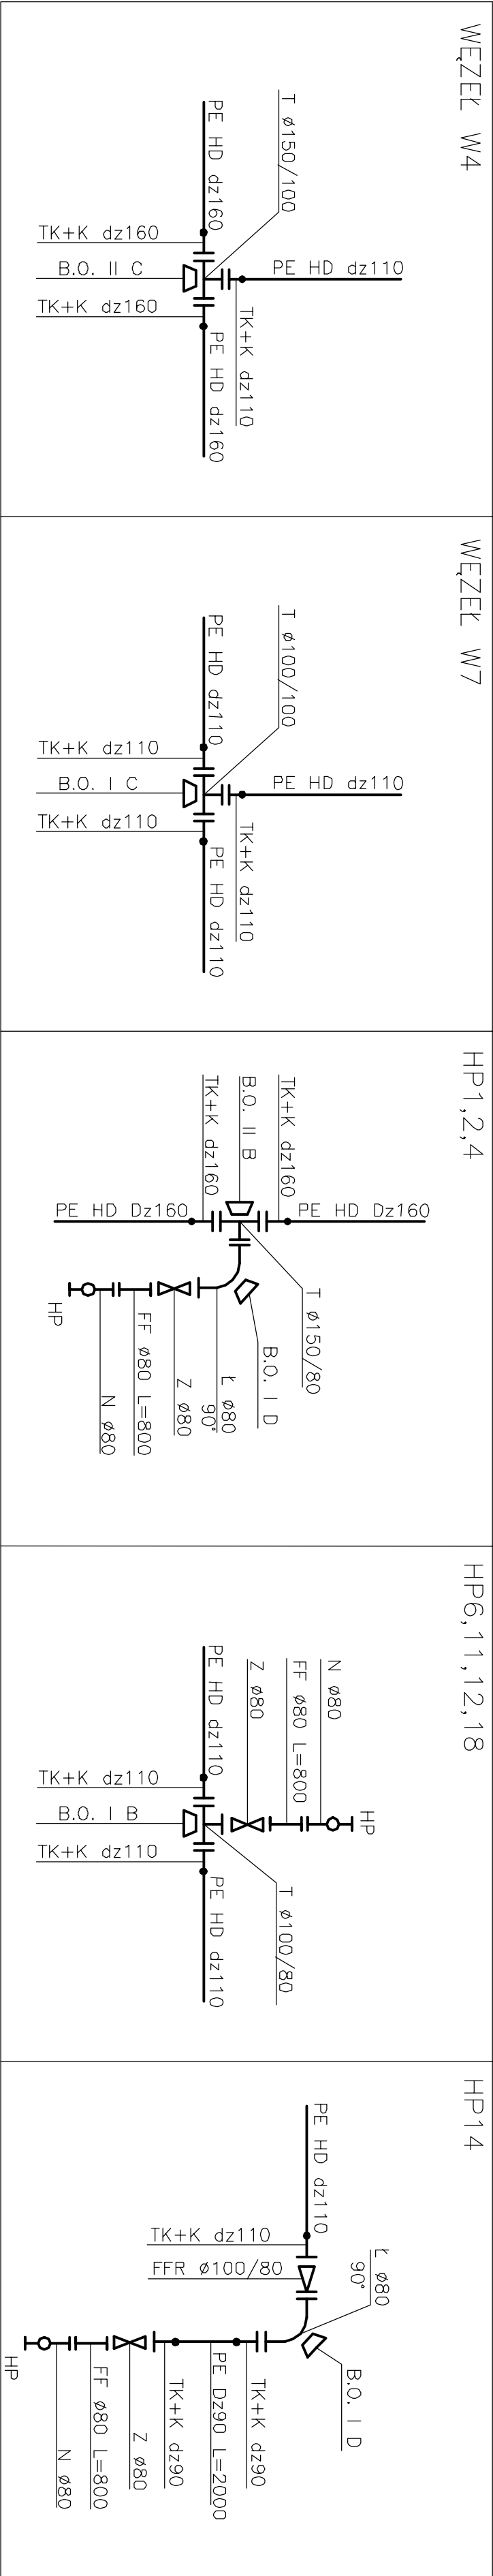 WĘZEŁ W4
T ø150/100
PE HD dz160
TK+K dz160
B.O. II C
TK+K dz160
PE HD dz110
TK+K dz110
PE HD dz160
WĘZEŁ W7
T ø100/100
PE HD dz110
TK+K dz110
B.O. I C
TK+K dz110
PE HD dz110
TK+K dz110
PE HD dz110
HP1,2,4
TK+K dz160
B.O. II B
TK+K dz160
PE HD Dz160
PE HD Dz160
T ø150/80
B.O. I D
Ł ø80
90°
Z ø80
FF ø80 L=800
N ø80
HP
HP6,11,12,18
N ø80
FF ø80 L=800
Z ø80
PE HD dz110
TK+K dz110
B.O. I B
TK+K dz110
HP
T ø100/80
PE HD dz110
HP14
PE HD dz110
TK+K dz110
FFR ø100/80
Ł ø80
90°
B.O. I D
TK+K dz90
PE Dz90 L=2000
TK+K dz90
Z ø80
FF ø80 L=800
N ø80
HP